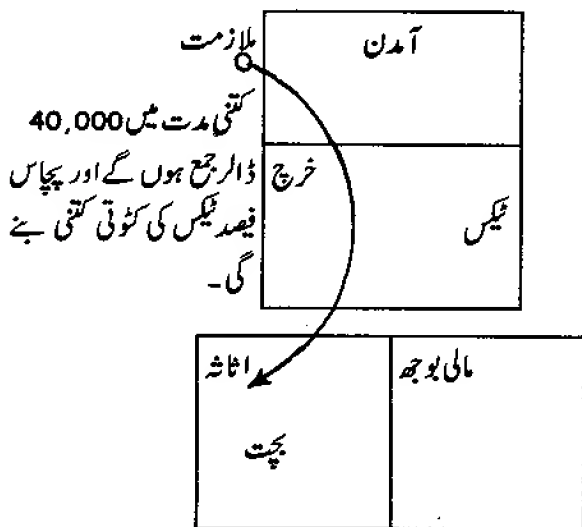 ملازمت
آمدن
کتنی مدت میں 40,000
ڈالر جمع ہوں گے اور پچاس
فیصد ٹیکس کی کٹوتی کتنی بنے
گی۔
خرچ
ٹیکس
اثاثہ
مالی بوجھ
بچت